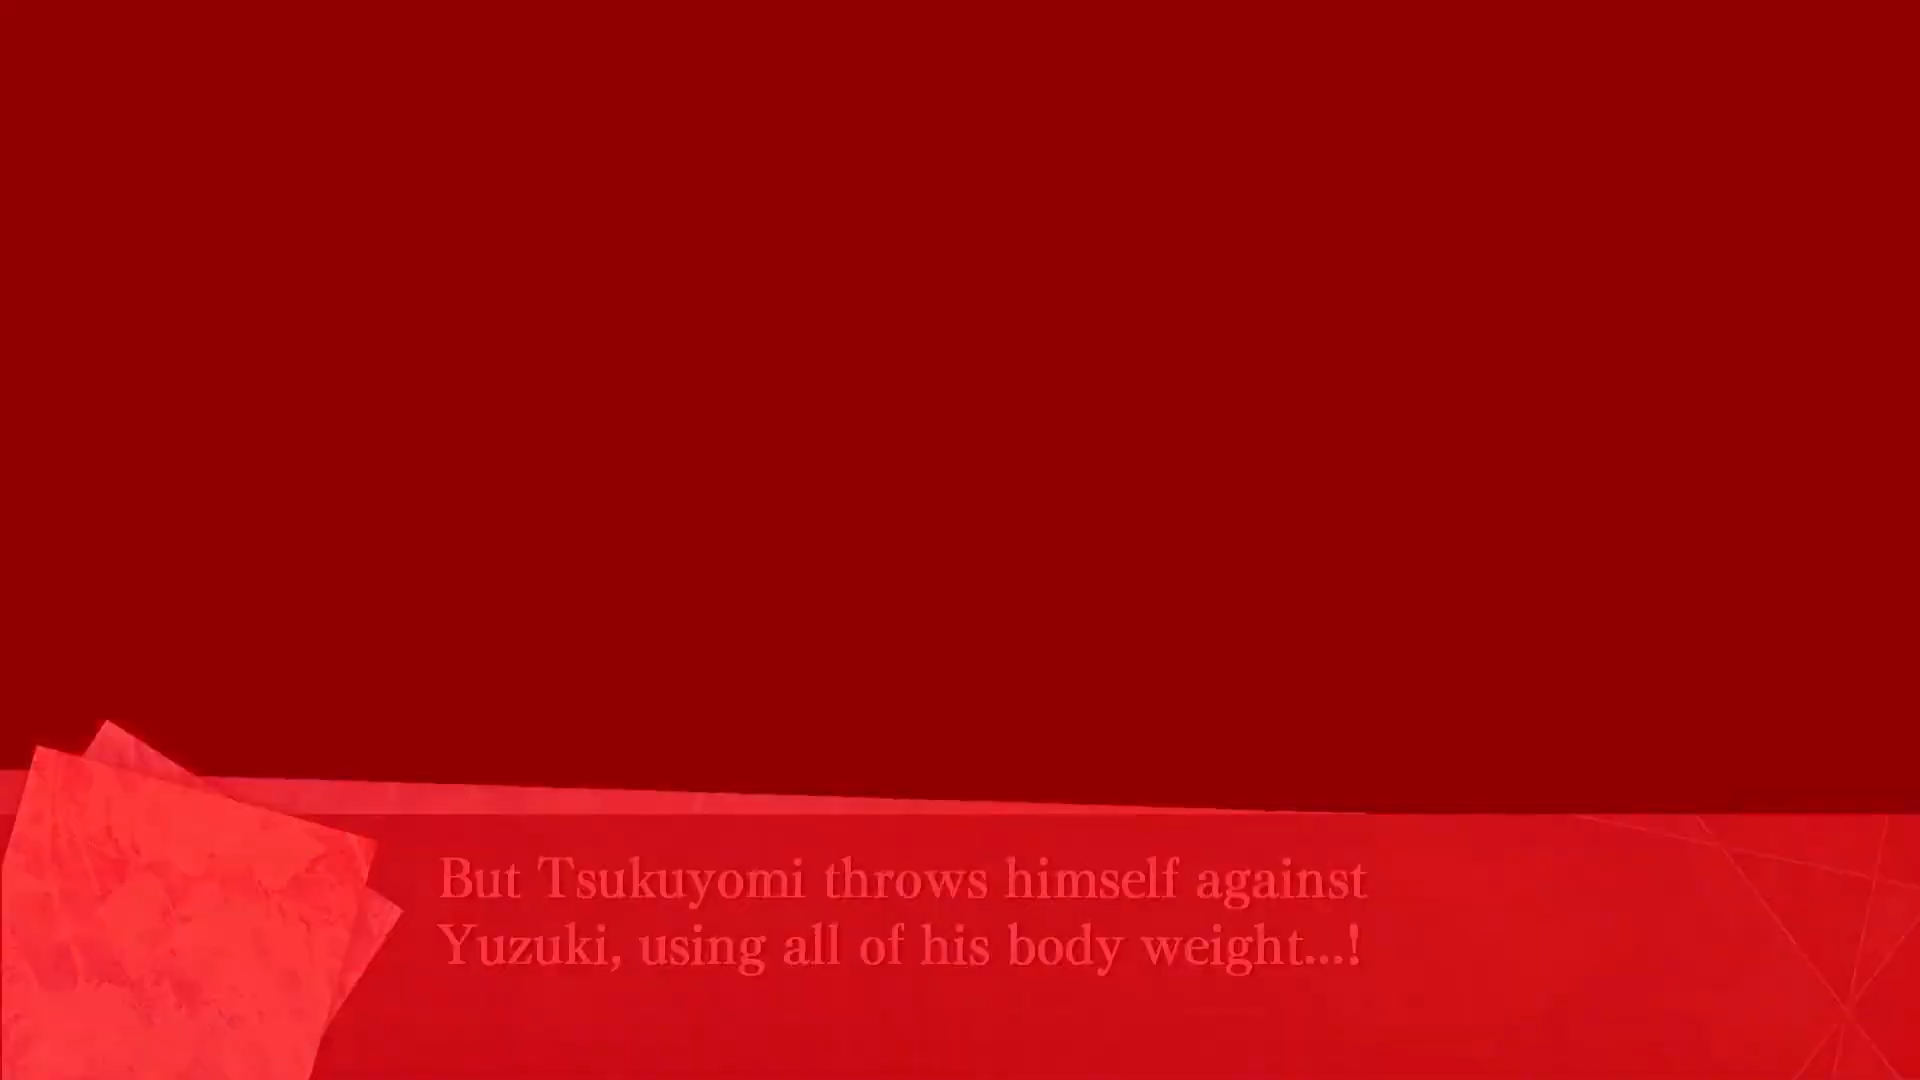 But Tsukuyomi throws himself against
Yuzuki, using all of his body weight...!